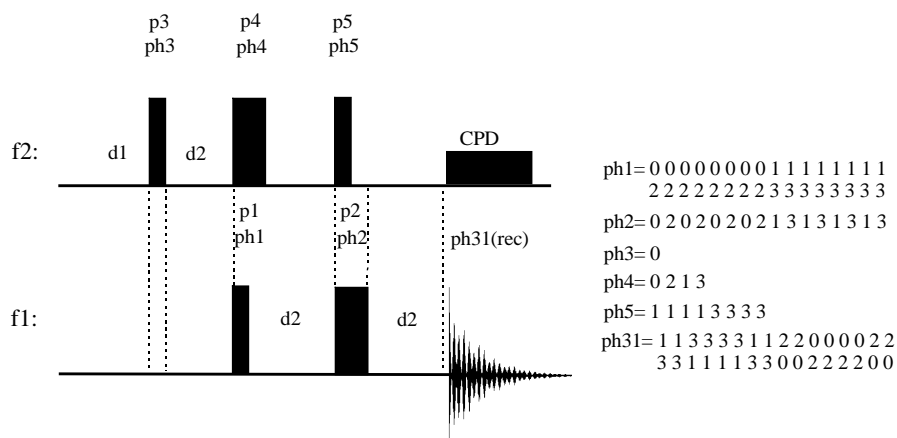 p3 p4 p5
ph3 ph4 ph5
f2: d1 d2 CPD
p1 p2
ph1 ph2 ph31(rec)
f1: d2 d2
ph1= 0 0 0 0 0 0 0 0 1 1 1 1 1 1 1 1
2 2 2 2 2 2 2 2 3 3 3 3 3 3 3 3
ph2= 0 2 0 2 0 2 0 2 1 3 1 3 1 3 1 3
ph3= 0
ph4= 0 2 1 3
ph5= 1 1 1 1 3 3 3 3
ph31= 1 1 3 3 3 3 1 1 2 2 0 0 0 0 2 2
3 3 1 1 1 1 3 3 0 0 2 2 2 2 0 0